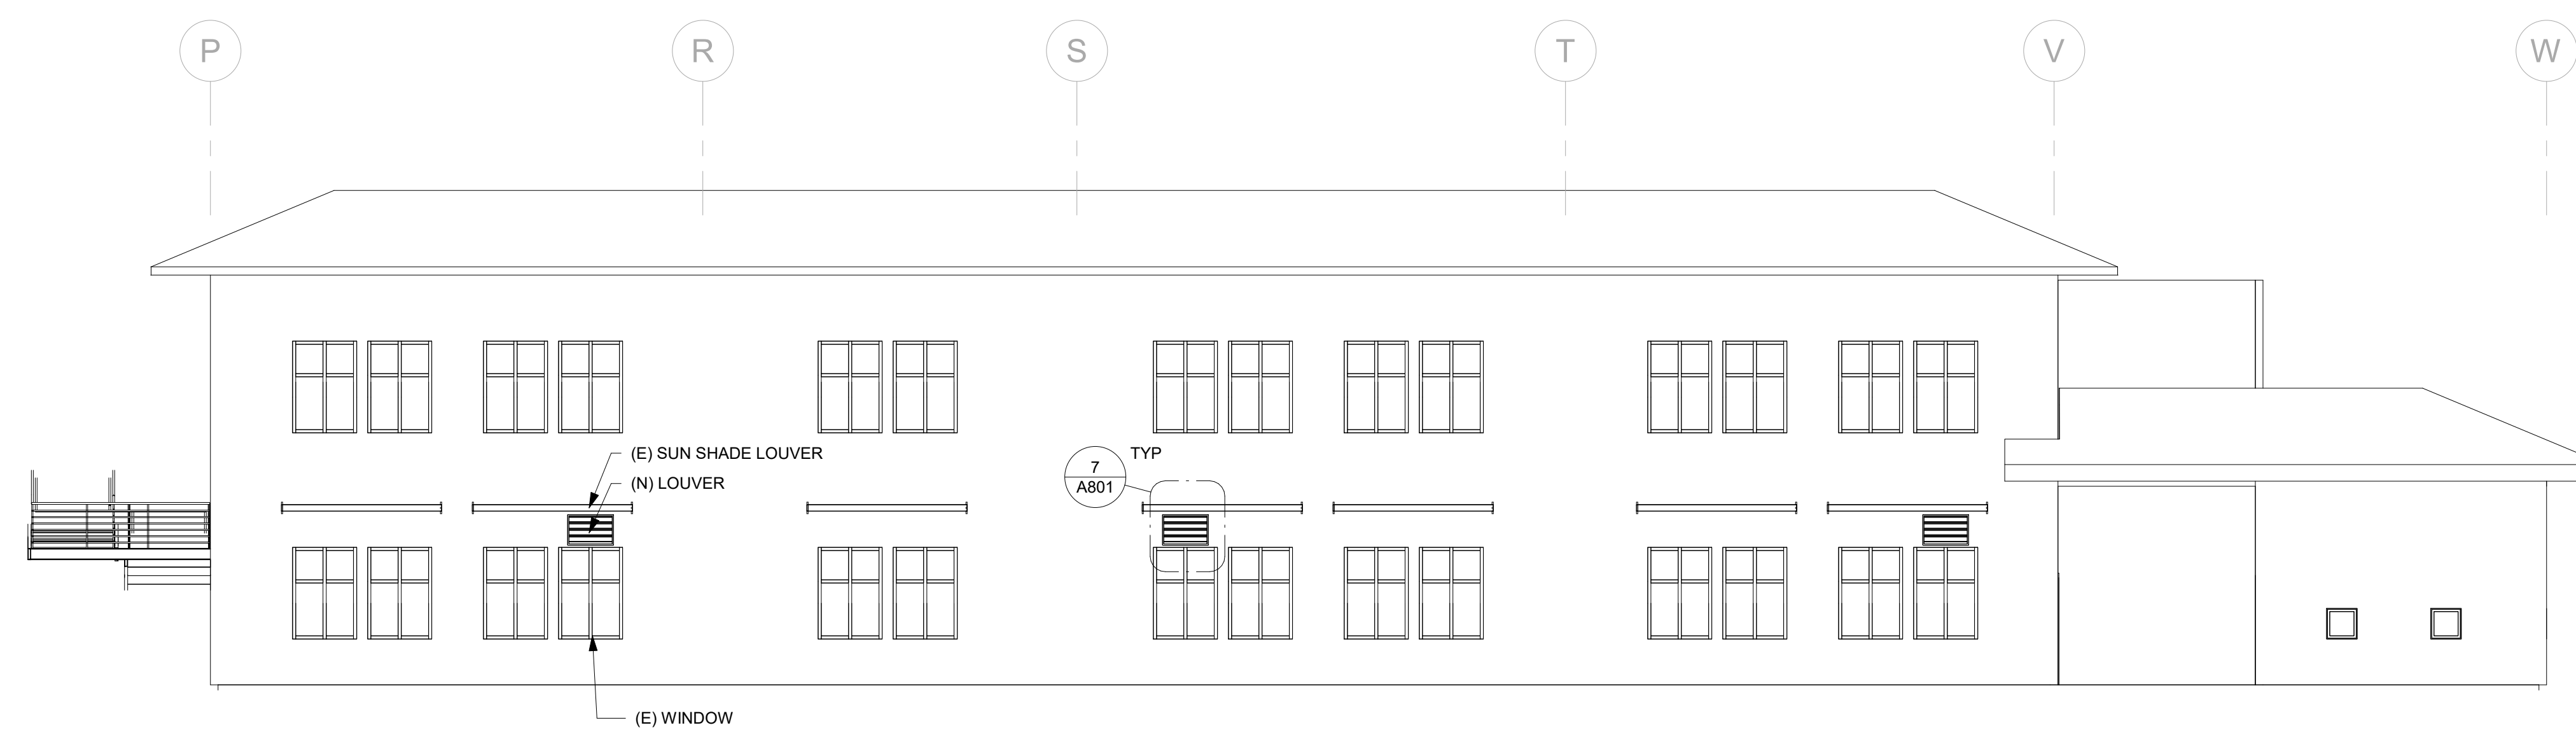 P
R
S
T
V
W
(E) SUN SHADE LOUVER
(N) LOUVER
7
A801
TYP
(E) WINDOW